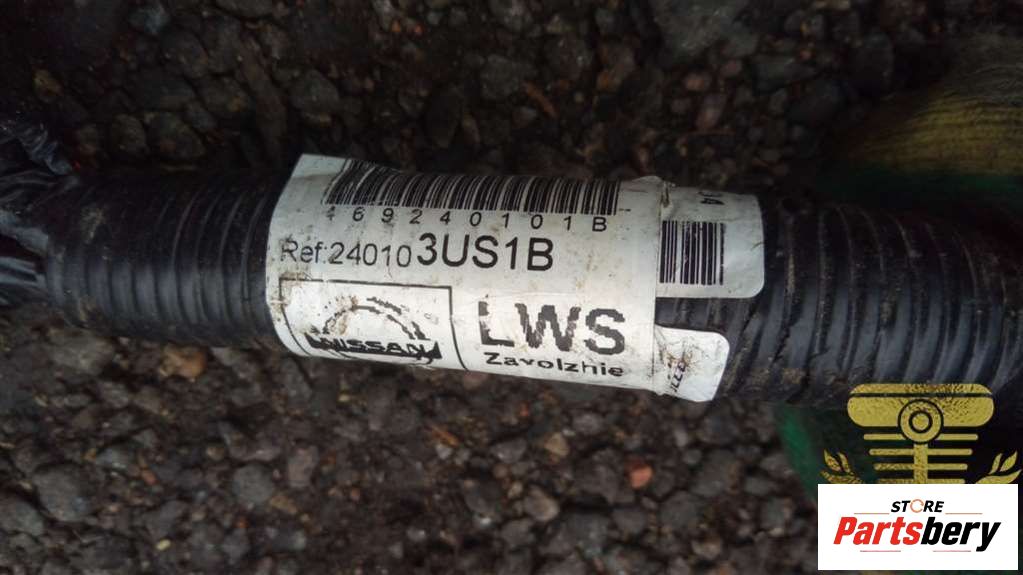 469240101B
Ref:24010 3US1B
NISSAN
LWS
Zavolzhie
STORE
Partsbery